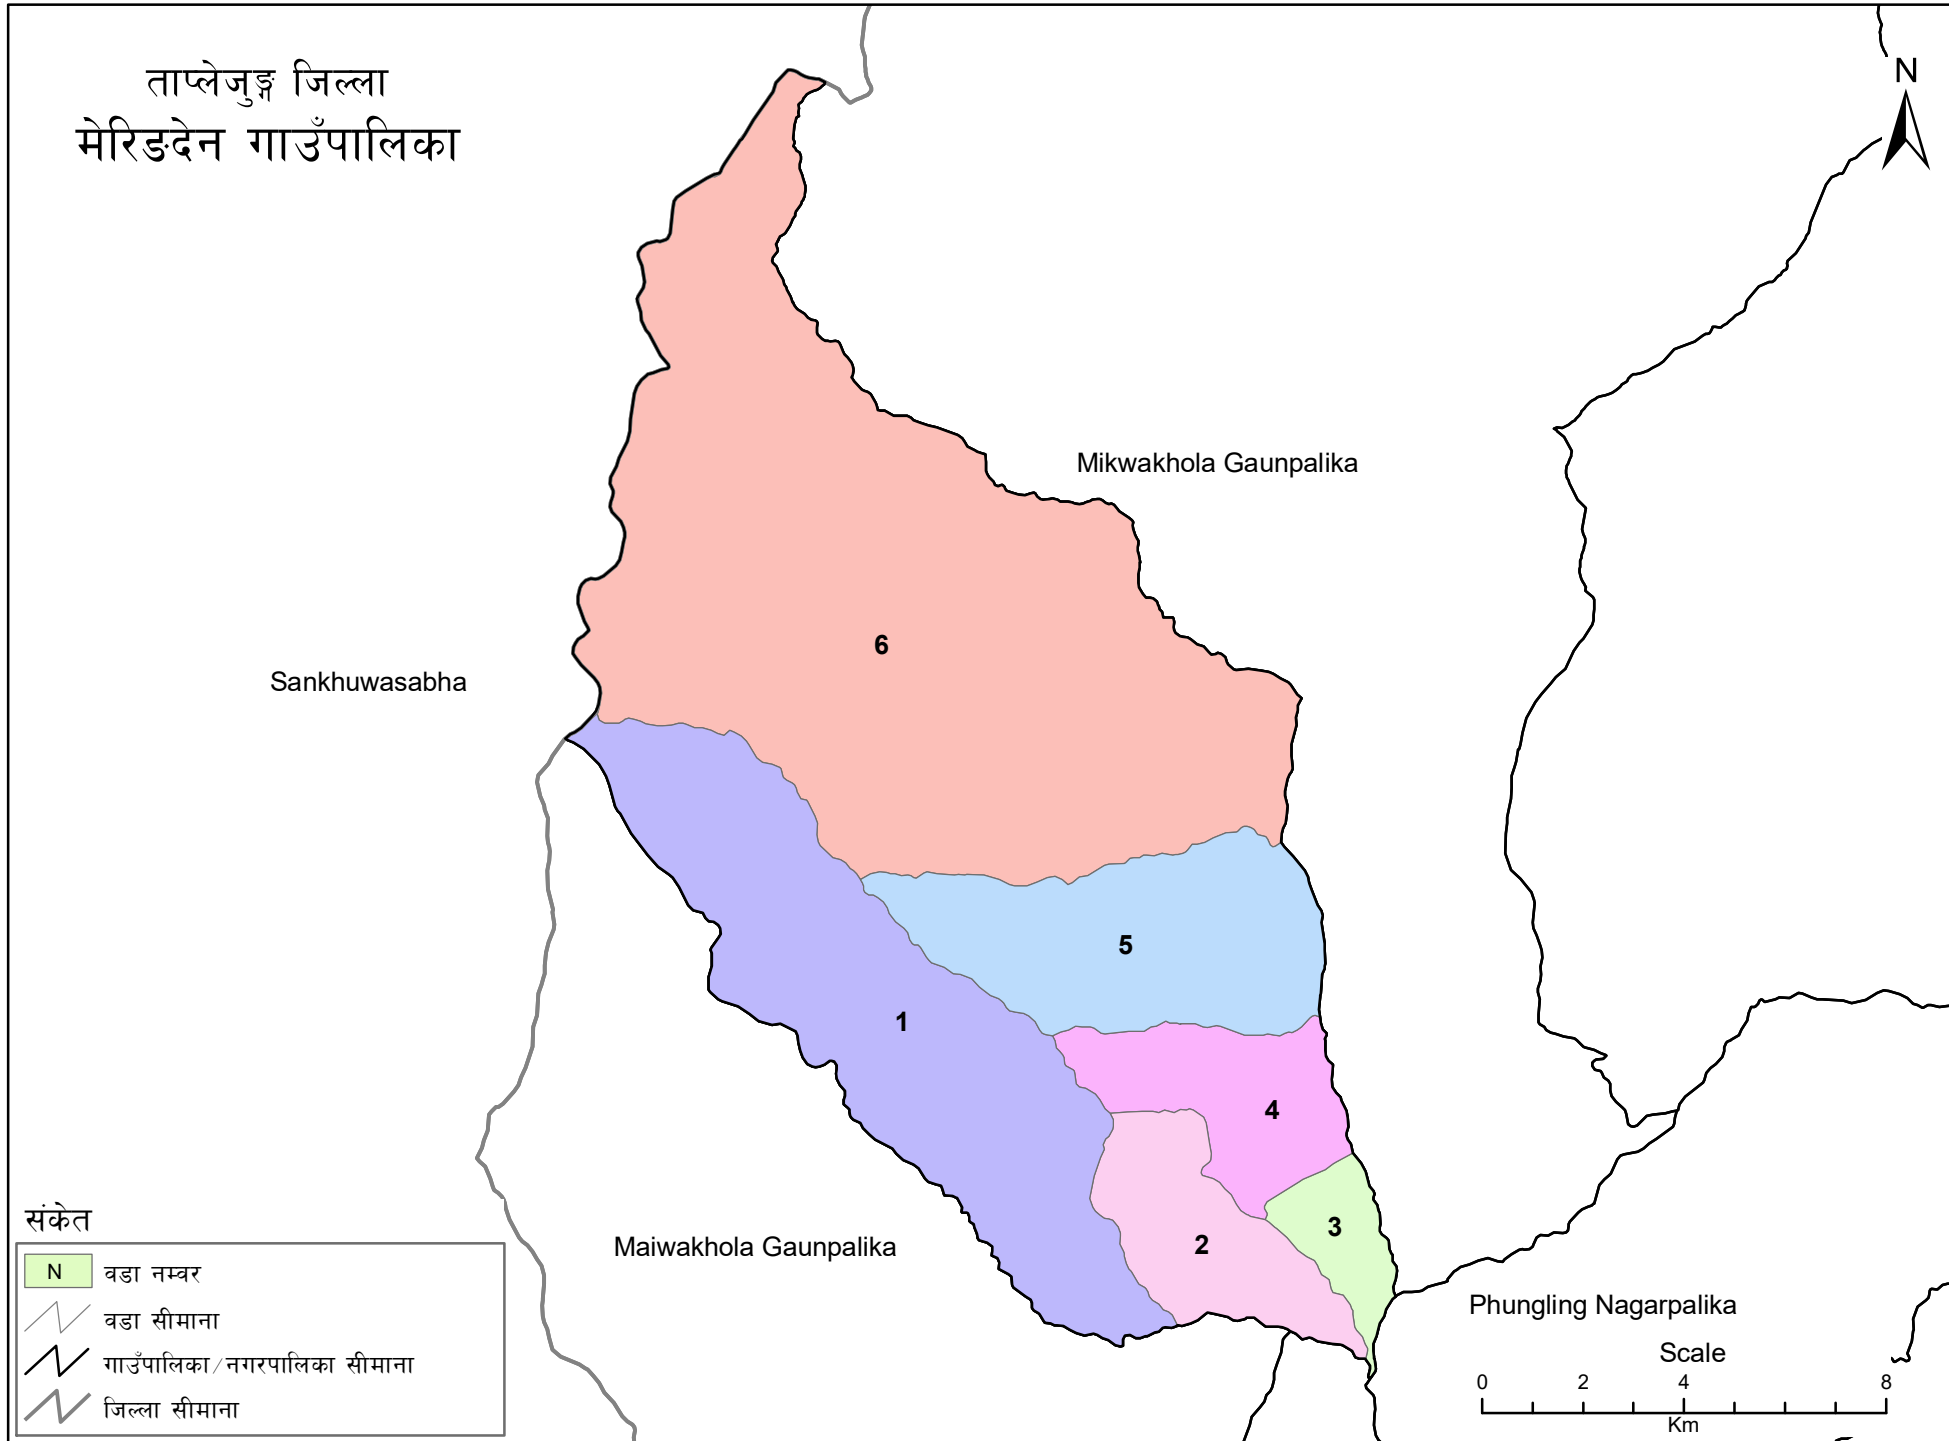 ताप्लेजुङ्ग जिल्ला
मेरिङदेन गाउँपालिका
N
Mikwakhola Gaunpalika
6
Sankhuwasabha
5
1
4
3
2
Maiwakhola Gaunpalika
Phungling Nagarpalika
संकेत
N वडा नम्वर
वडा सीमाना
गाउँपालिका/नगरपालिका सीमाना
जिल्ला सीमाना
Scale
0 2 4 8
Km